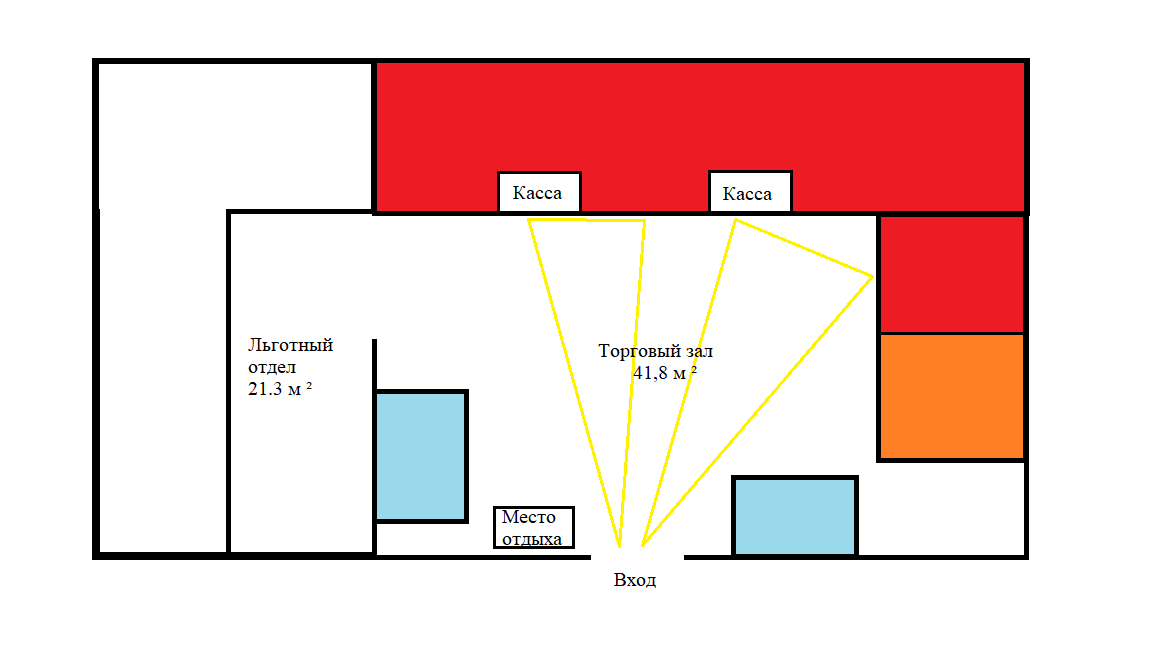 Касса
Касса
Льготный
отдел
21.3 м ²
Торговый зал
41,8 м ²
Место
отдыха
Вход